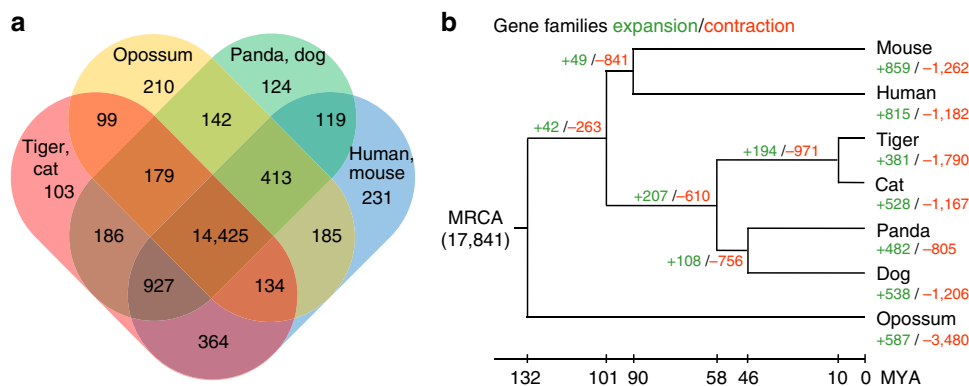 a
Opossum
210
Panda, dog
124
99
142
119
Tiger,
cat
103
179
413
Human,
mouse
231
186
14,425
185
927
134
364
b
Gene families expansion/contraction
+49 /–841
Mouse
+859 / –1,262
Human
+815 / –1,182
+42 /–263
+194 /–971
Tiger
+381 / –1,790
Cat
+528 / –1,167
+207 /–610
MRCA
(17,841)
+108 /–756
Panda
+482 / –805
Dog
+538 / –1,206
Opossum
+587 / –3,480
132 101 90 58 46 10 0 MYA